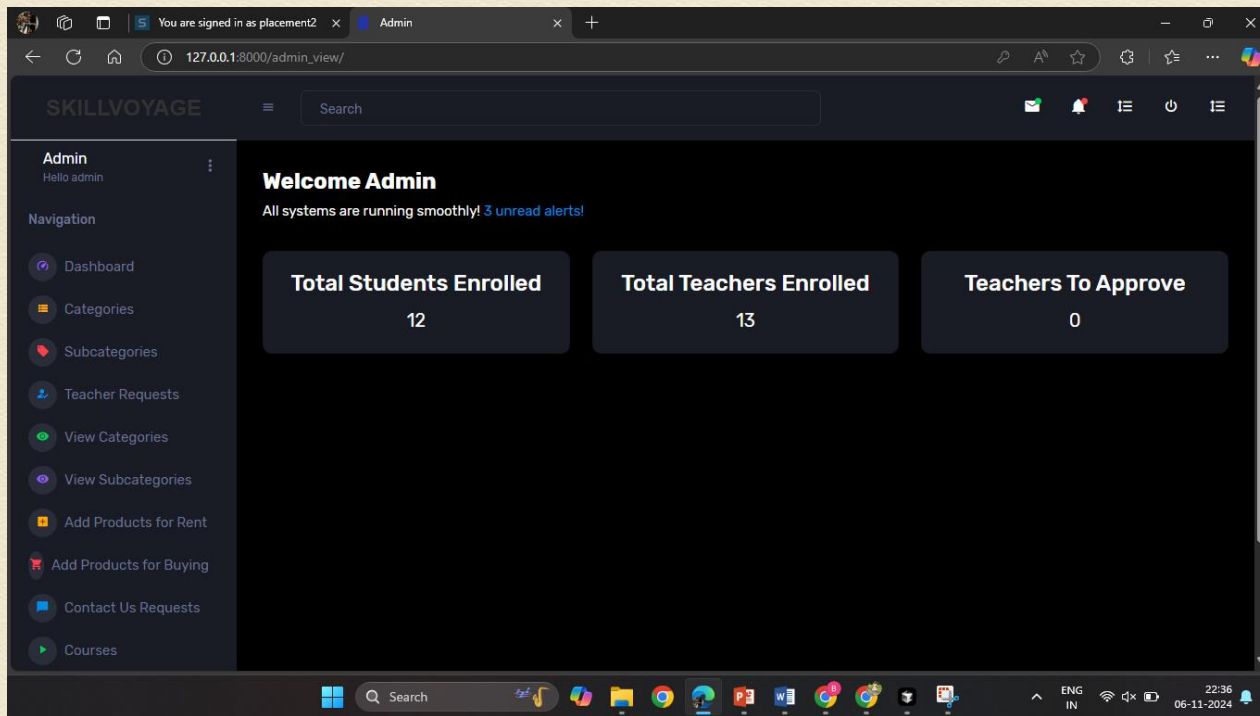 You are signed in as placement2
Admin
127.0.0.1:8000/admin_view/
SKILLVOYAGE
Search
Admin
Hello admin
Navigation
Dashboard
Categories
Subcategories
Teacher Requests
View Categories
View Subcategories
Add Products for Rent
Add Products for Buying
Contact Us Requests
Courses
Welcome Admin
All systems are running smoothly! 3 unread alerts!
Total Students Enrolled
12
Total Teachers Enrolled
13
Teachers To Approve
0
Search
ENG
IN
22:36
06-11-2024